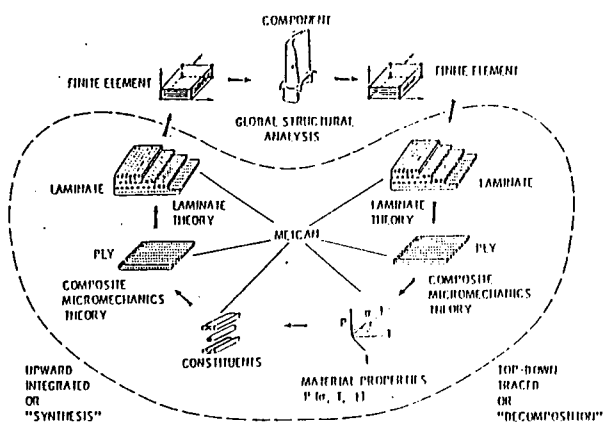 COMPONENT
FINITE ELEMENT
FINITE ELEMENT
GLOBAL STRUCTURAL
ANALYSIS
LAMINATE
LAMINATE
THEORY
LAMINATE
THEORY
LAMINATE
METCAN
PLY
PLY
COMPOSITE
MICROMECHANICS
THEORY
COMPOSITE
MICROMECHANICS
THEORY
P
CONSTITUENTS
MATERIAL PROPERTIES
UPWARD
INTEGRATED
OR
"SYNTHESIS"
TOP-DOWN
TRACED
OR
"DECOMPOSITION"